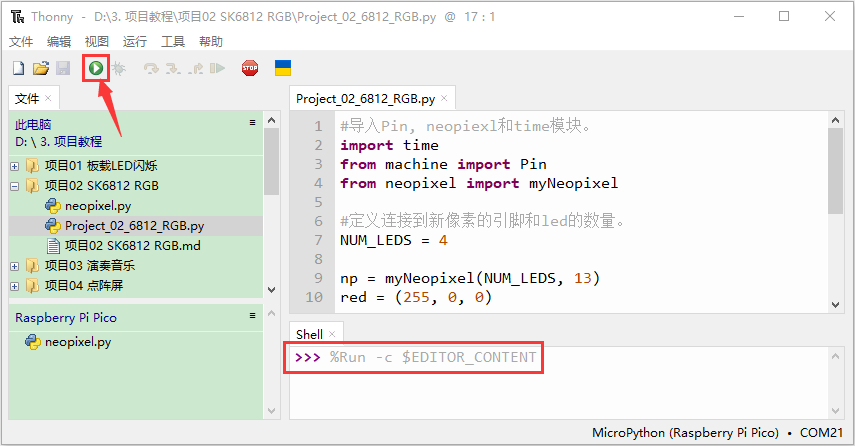 Thonny - D:\3. 项目教程\项目02 SK6812 RGB\Project_02_6812_RGB.py @ 17 : 1
文件 编辑 视图 运行 工具 帮助
STOP
文件 ×
此电脑
D: \ 3. 项目教程
项目01 板载LED闪烁
项目02 SK6812 RGB
neopixel.py
Project_02_6812_RGB.py
项目02 SK6812 RGB.md
项目03 演奏音乐
项目04 点阵屏
Raspberry Pi Pico
neopixel.py
Project_02_6812_RGB.py ×
1 #导入Pin, neopiexl和time模块。
2 import time
3 from machine import Pin
4 from neopixel import myNeopixel
5
6 #定义连接到新像素的引脚和led的数量。
7 NUM_LEDS = 4
8
9 np = myNeopixel(NUM_LEDS, 13)
10 red = (255, 0, 0)
Shell ×
>>> %Run -c $EDITOR_CONTENT
MicroPython (Raspberry Pi Pico) • COM21